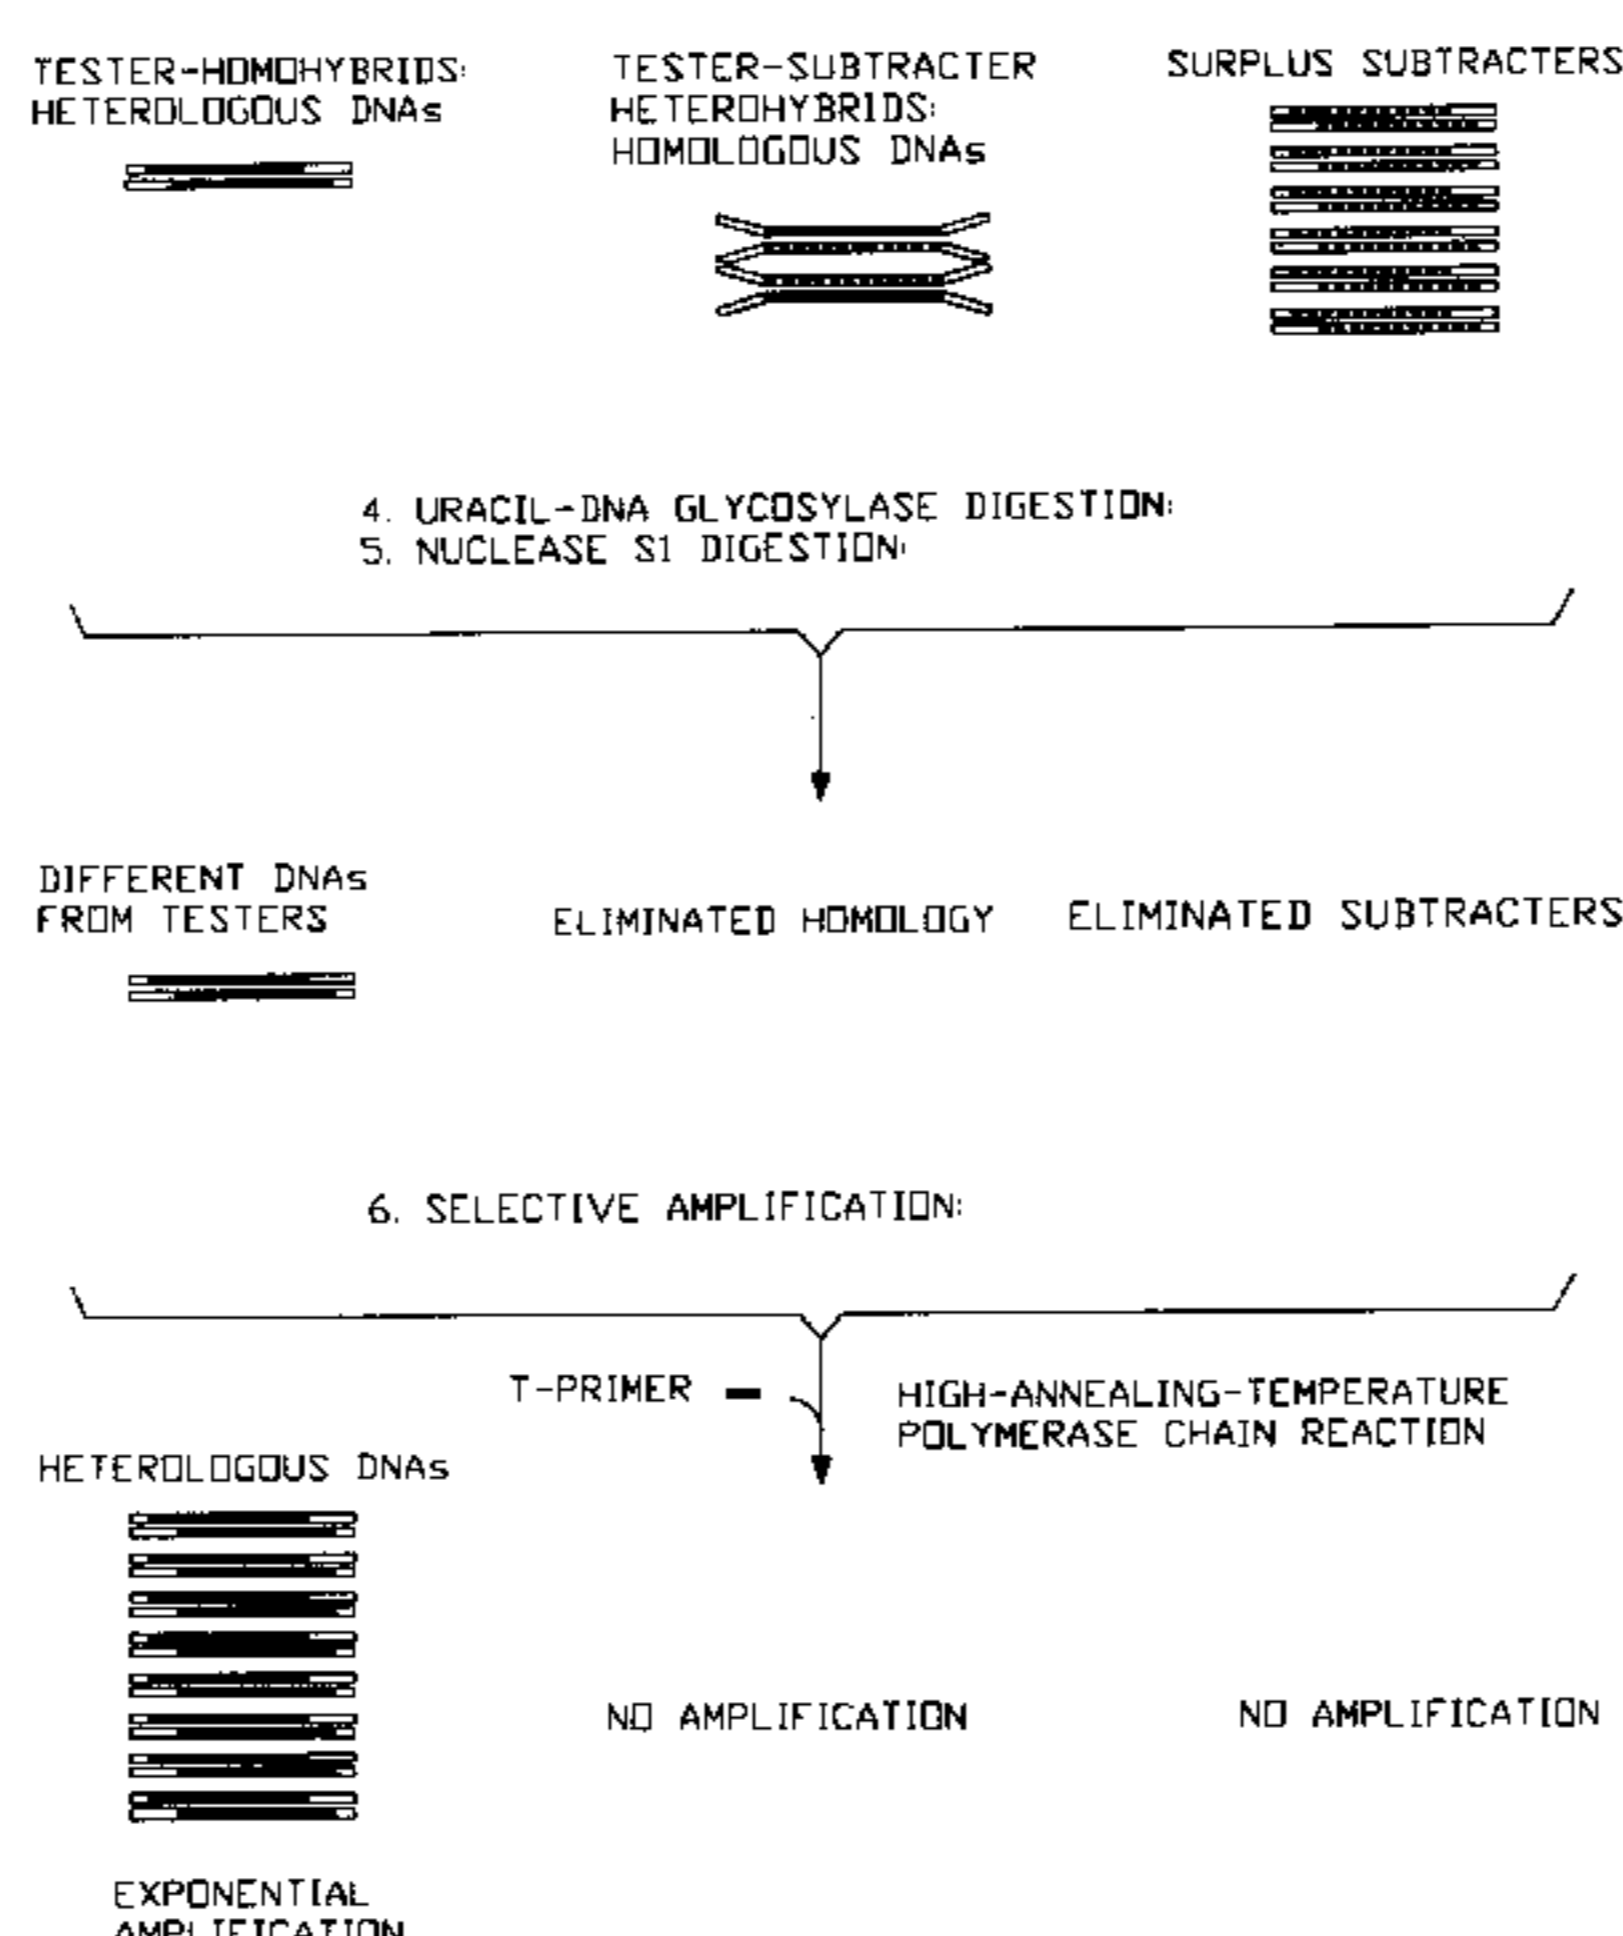 TESTER-HOMOHYBRIDS:
HETEROLOGOUS DNAs
TESTER-SUBTRACTER
HETEROHYBRIDS:
HOMOLOGOUS DNAs
SURPLUS SUBTRACTERS
4. URACIL-DNA GLYCOSYLASE DIGESTION:
5. NUCLEASE S1 DIGESTION:
DIFFERENT DNAs
FROM TESTERS
ELIMINATED HOMOLOGY
ELIMINATED SUBTRACTERS
6. SELECTIVE AMPLIFICATION:
T-PRIMER
HIGH-ANNEALING-TEMPERATURE
POLYMERASE CHAIN REACTION
HETEROLOGOUS DNAs
NO AMPLIFICATION
NO AMPLIFICATION
EXPONENTIAL
AMPLIFICATION